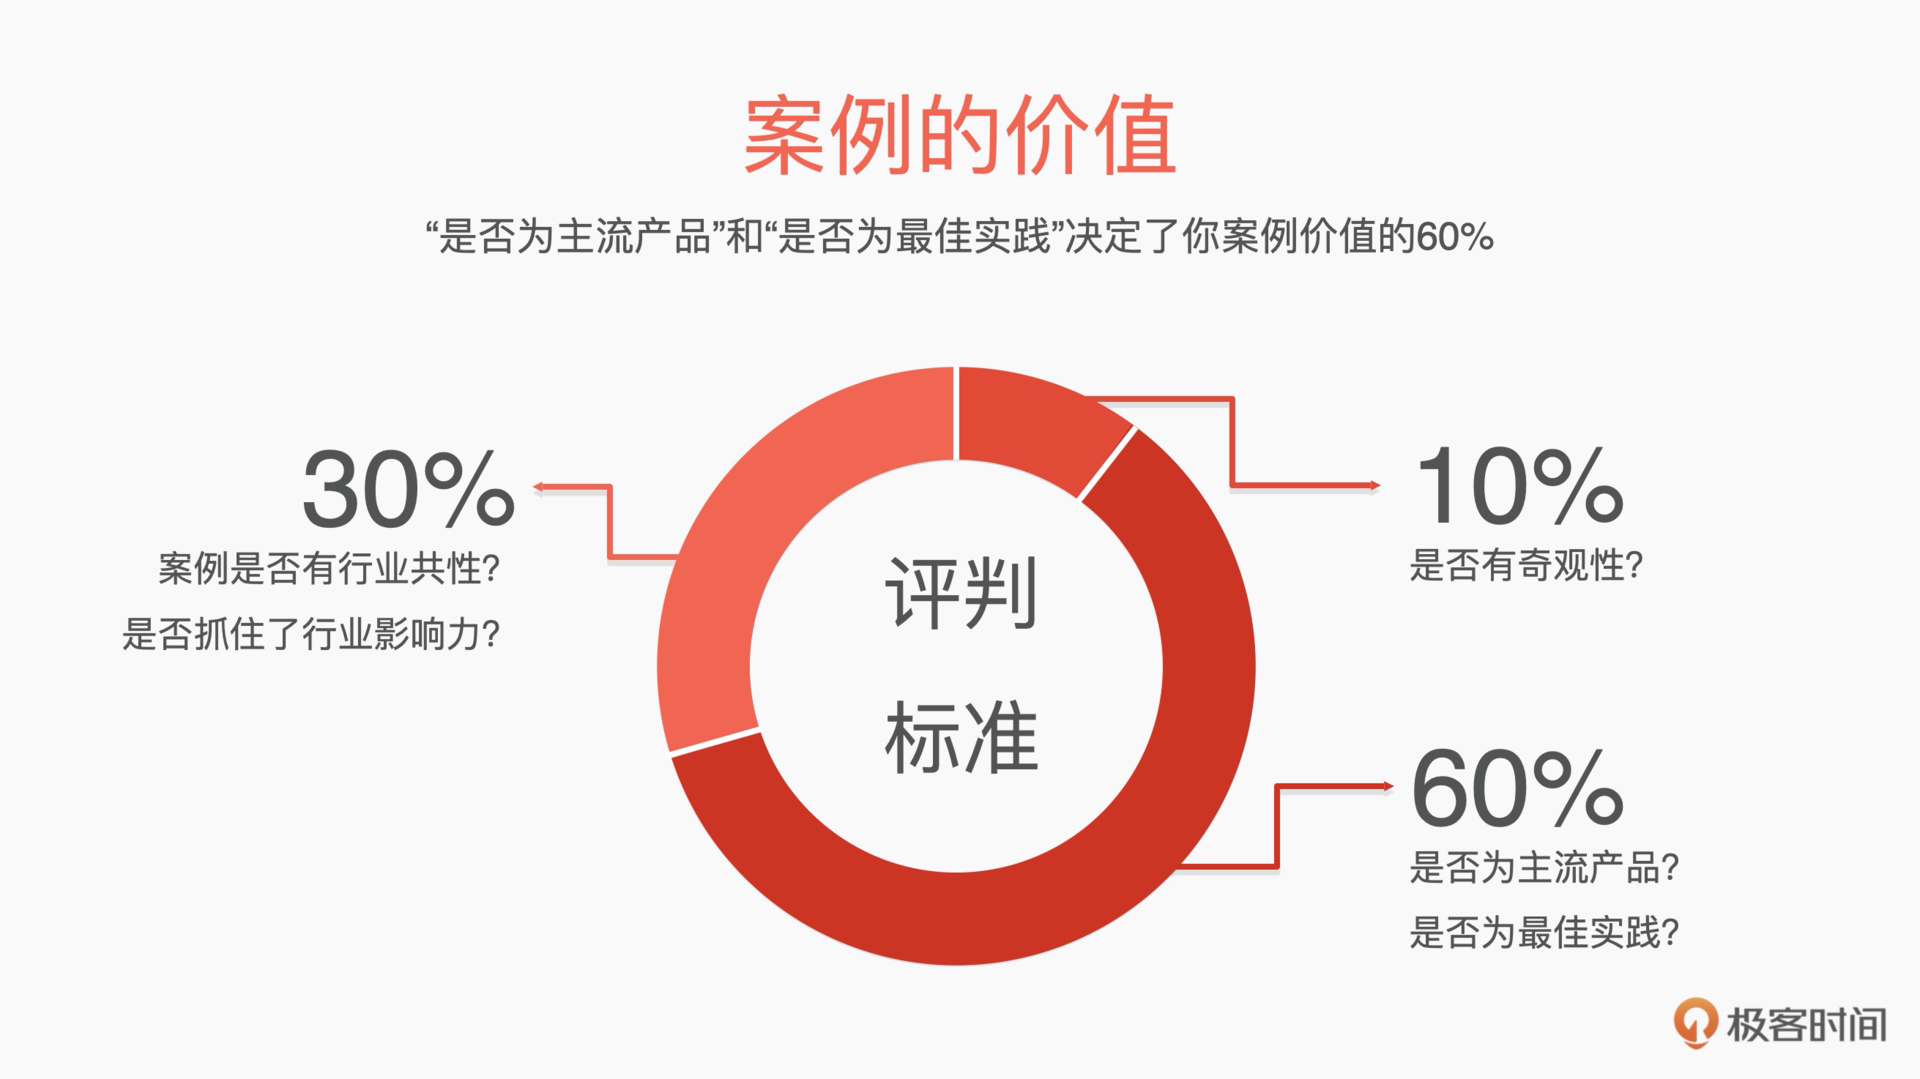 案例的价值
“是否为主流产品”和“是否为最佳实践”决定了你案例价值的60%
30%
案例是否有行业共性?
是否抓住了行业影响力?
评判
标准
10%
是否有奇观性?
60%
是否为主流产品?
是否为最佳实践?
极客时间